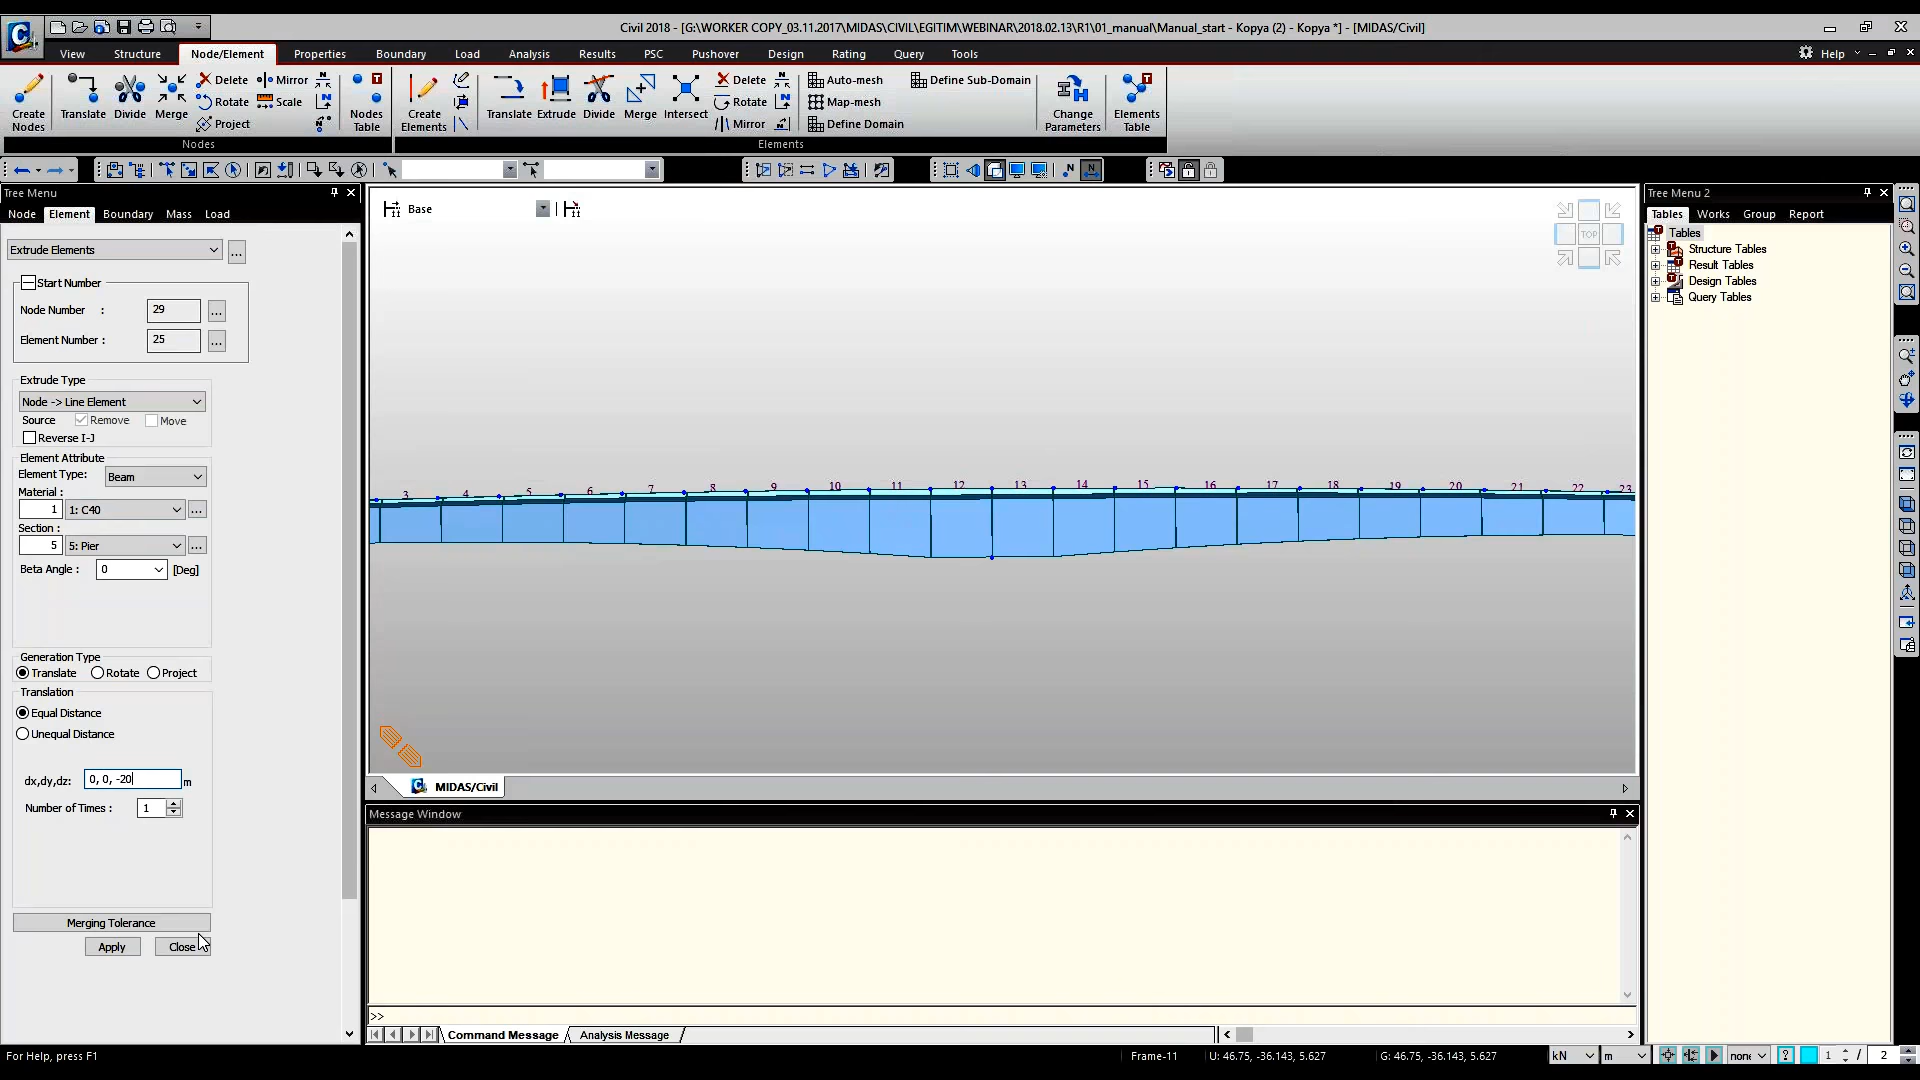 Civil 2018 - [G:\WORKER COPY_03.11.2017\MIDAS\CIVIL\EGITIM\WEBINAR\2018.02.13\R1\01_manual\Manual_start - Kopya (2) - Kopya *] - [MIDAS/Civil]
View Structure Node/Element Properties Boundary Load Analysis Results PSC Pushover Design Rating Query Tools Help
Create Nodes Translate Divide Merge Delete Rotate Project Mirror Scale Nodes Table
Create Elements Translate Extrude Divide Merge Intersect Delete Rotate Mirror Auto-mesh Map-mesh Define Domain Define Sub-Domain Change Parameters Elements Table
Nodes Elements
Tree Menu
Node Element Boundary Mass Load
Extrude Elements
...
Start Number
Node Number : 29 ...
Element Number : 25 ...
Extrude Type
Node -> Line Element
Source Remove Move
Reverse I-J
Element Attribute
Element Type: Beam
Material :
1 1: C40 ...
Section :
5 5: Pier ...
Beta Angle : 0 [Deg]
Generation Type
Translate Rotate Project
Translation
Equal Distance
Unequal Distance
dx,dy,dz: 0, 0, -20 m
Number of Times : 1
Merging Tolerance
Apply Close
Base
TOP
3 4 5 6 7 8 9 10 11 12 13 14 15 16 17 18 19 20 21 22 23
MIDAS/Civil
Message Window
>>
Command Message Analysis Message
Tree Menu 2
Tables Works Group Report
Tables
Structure Tables
Result Tables
Design Tables
Query Tables
For Help, press F1
Frame-11 U: 46.75, -36.143, 5.627 G: 46.75, -36.143, 5.627 kN m none ? 1 / 2